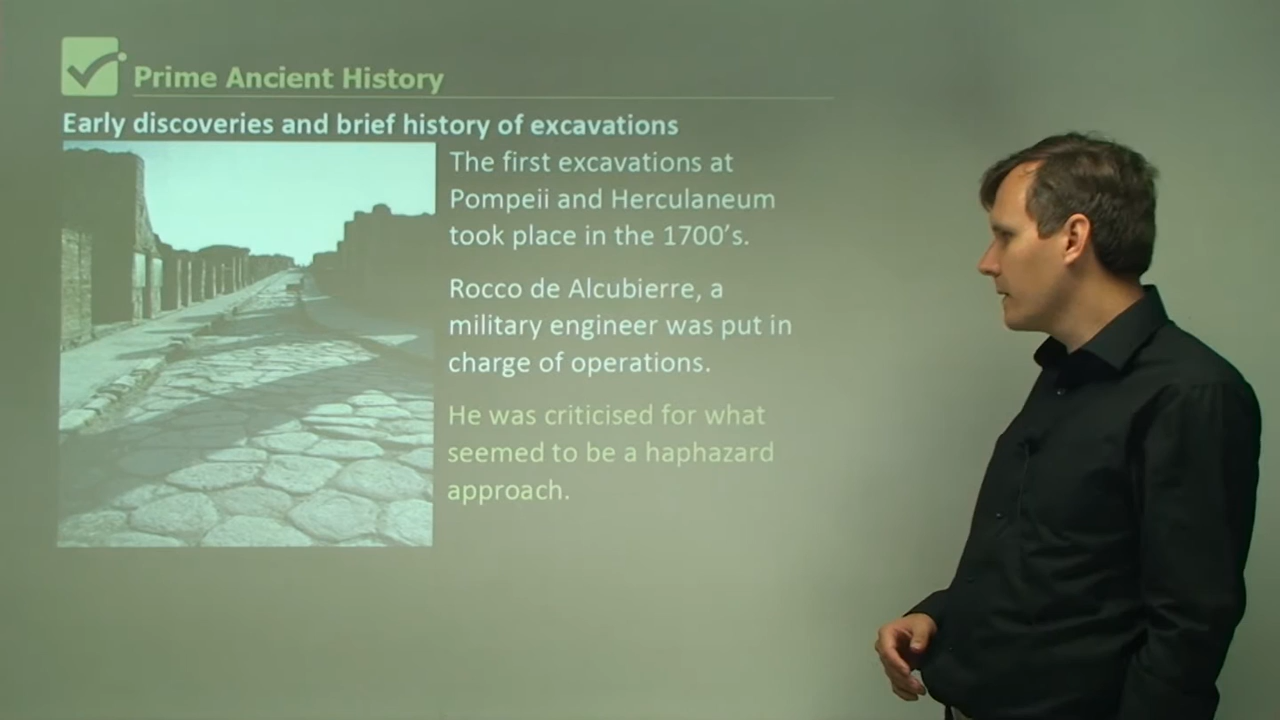 Prime Ancient History
Early discoveries and brief history of excavations
The first excavations at
Pompeii and Herculaneum
took place in the 1700's.
Rocco de Alcubierre, a
military engineer was put in
charge of operations.
He was criticised for what
seemed to be a haphazard
approach.